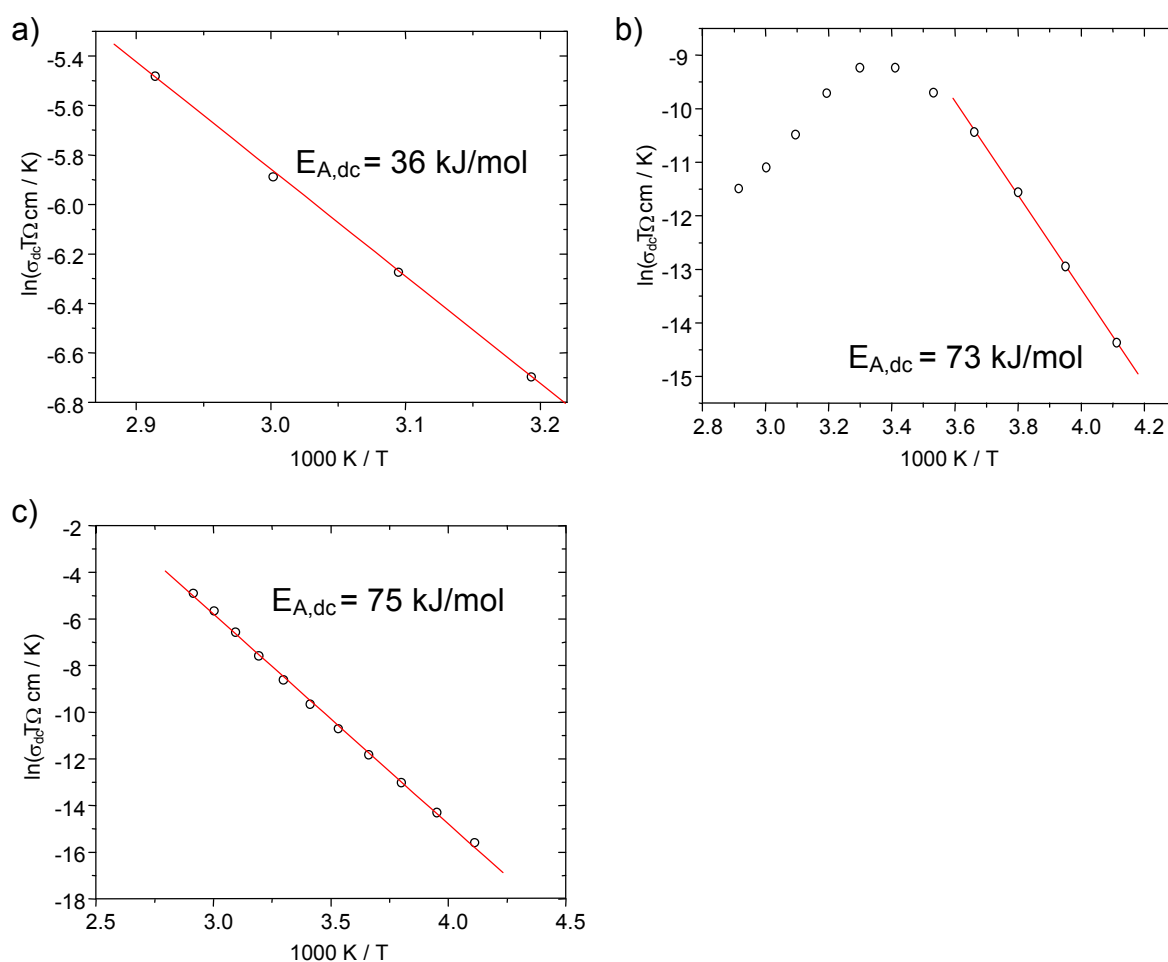 a)
-5.4
-5.6
-5.8
-6.0
-6.2
-6.4
-6.6
-6.8
ln(σdcTΩ cm / K)
E_A,dc = 36 kJ/mol
2.9 3.0 3.1 3.2
1000 K / T
b)
-9
-10
-11
-12
-13
-14
-15
ln(σdcTΩ cm / K)
E_A,dc = 73 kJ/mol
2.8 3.0 3.2 3.4 3.6 3.8 4.0 4.2
1000 K / T
c)
-2
-4
-6
-8
-10
-12
-14
-16
-18
ln(σdcTΩ cm / K)
E_A,dc = 75 kJ/mol
2.5 3.0 3.5 4.0 4.5
1000 K / T